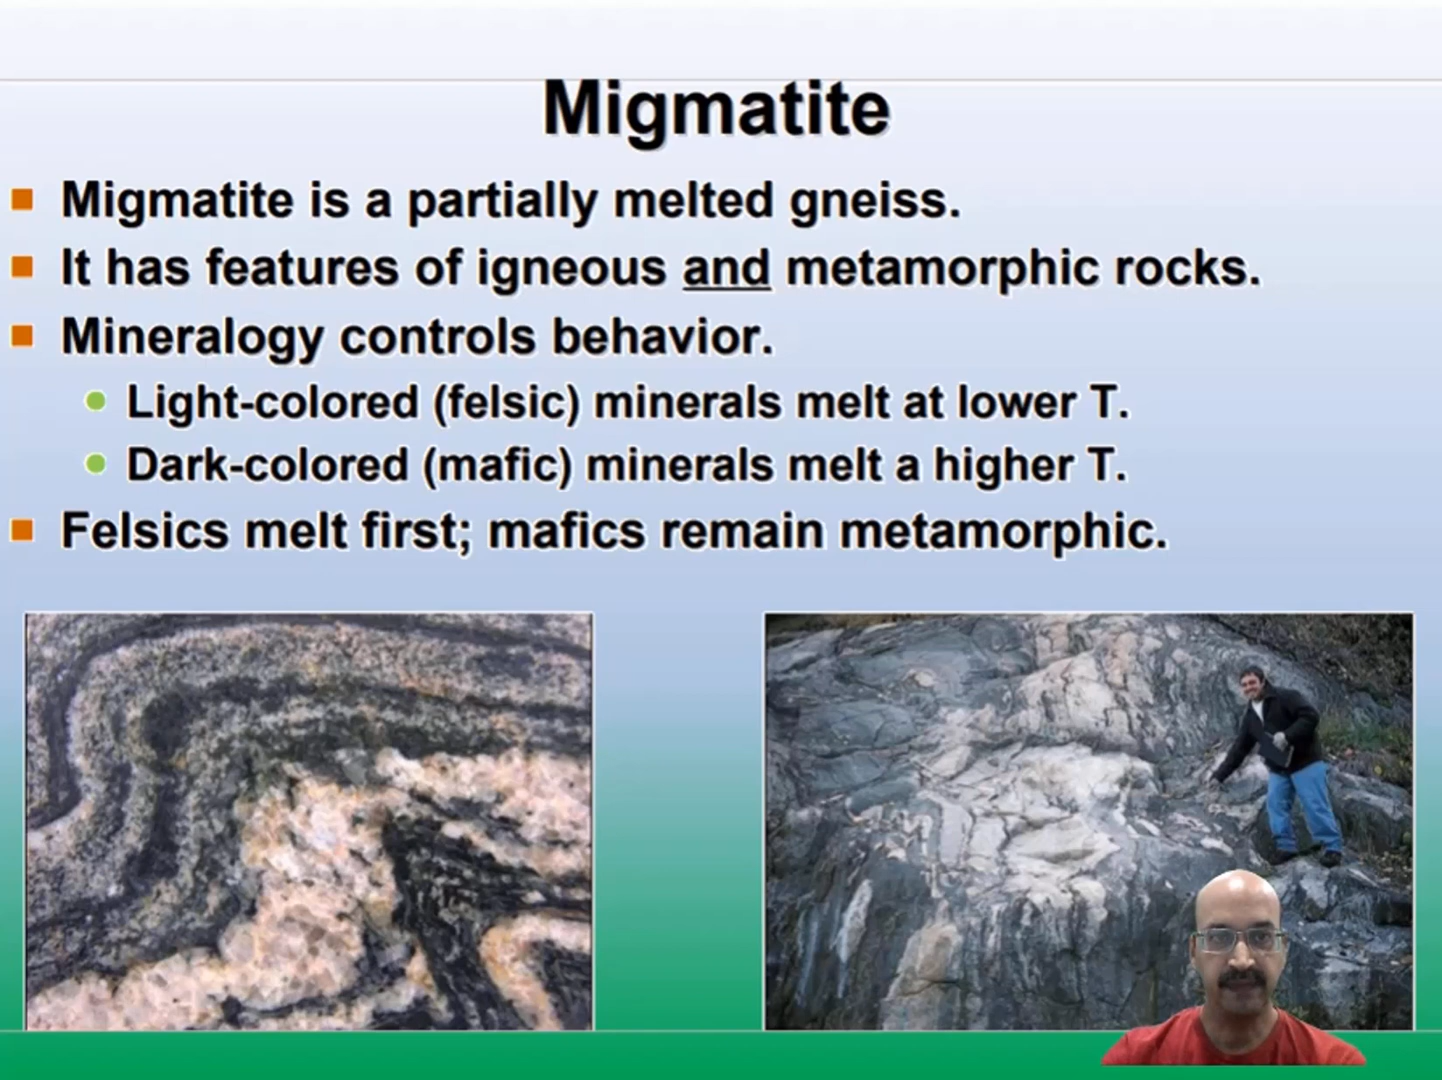 Migmatite
Migmatite is a partially melted gneiss.
It has features of igneous and metamorphic rocks.
Mineralogy controls behavior.
Light-colored (felsic) minerals melt at lower T.
Dark-colored (mafic) minerals melt a higher T.
Felsics melt first; mafics remain metamorphic.